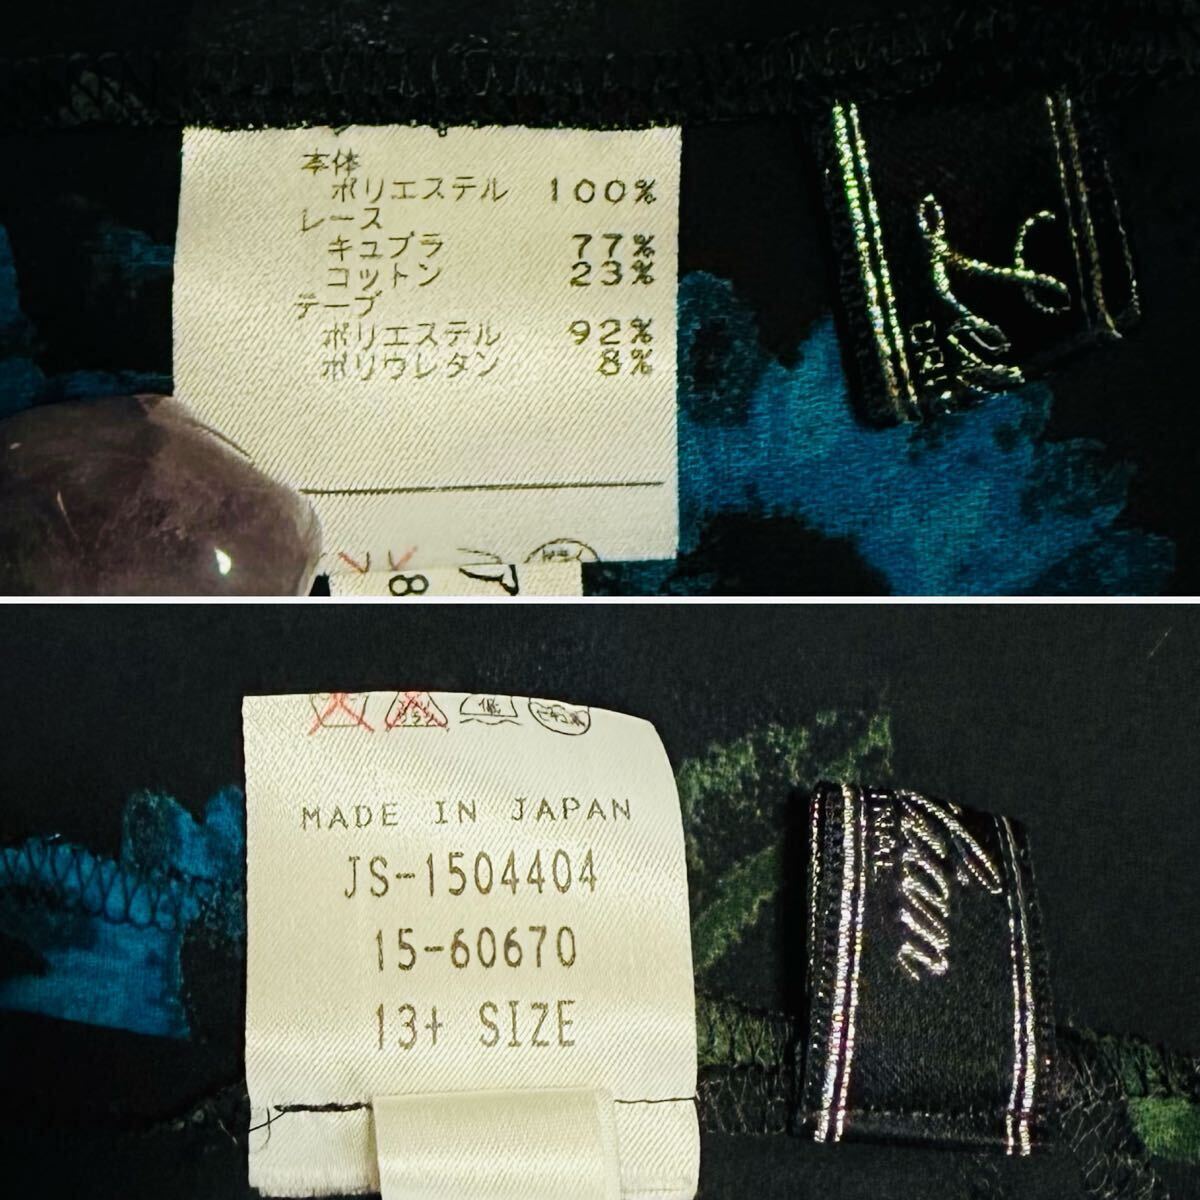 本体
ポリエステル 100%
レース
キュプラ 77%
コットン 23%
テープ
ポリエステル 92%
ポリウレタン 8%
8
低
MADE IN JAPAN
JS-1504404
15-60670
13+ SIZE